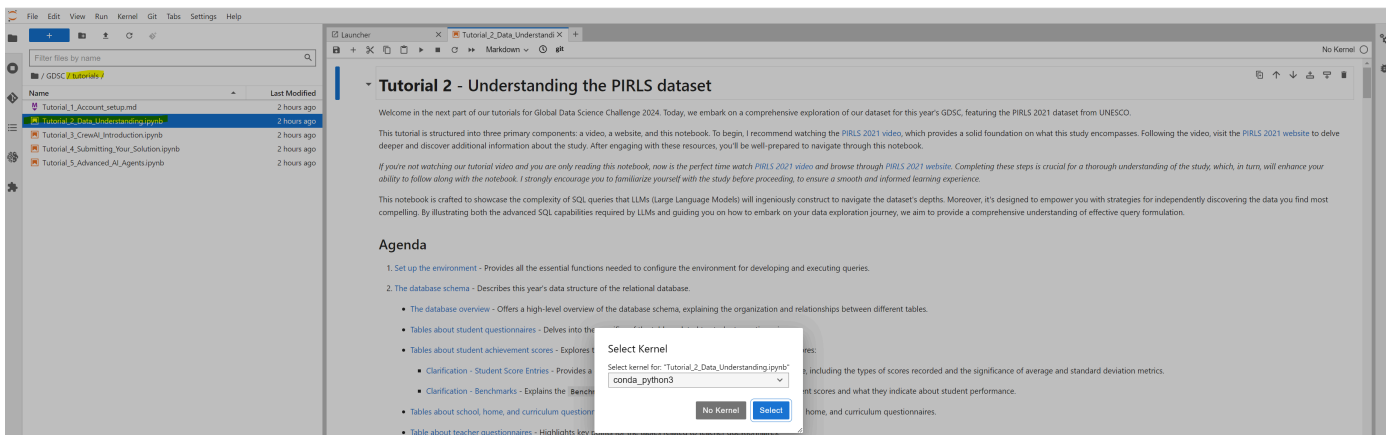 File Edit View Run Kernel Git Tabs Settings Help
Filter files by name
/ GDSC / tutorials /
Name Last Modified
Tutorial_1_Account_setup.md 2 hours ago
Tutorial_2_Data_Understanding.ipynb 2 hours ago
Tutorial_3_CrewAI_Introduction.ipynb 2 hours ago
Tutorial_4_Submitting_Your_Solution.ipynb 2 hours ago
Tutorial_5_Advanced_AI_Agents.ipynb 2 hours ago
Launcher Tutorial_2_Data_Understandi
Markdown git No Kernel
Tutorial 2 - Understanding the PIRLS dataset
Welcome in the next part of our tutorials for Global Data Science Challenge 2024. Today, we embark on a comprehensive exploration of our dataset for this year's GDSC, featuring the PIRLS 2021 dataset from UNESCO.
This tutorial is structured into three primary components: a video, a website, and this notebook. To begin, I recommend watching the PIRLS 2021 video, which provides a solid foundation on what this study encompasses. Following the video, visit the PIRLS 2021 website to delve
deeper and discover additional information about the study. After engaging with these resources, you'll be well-prepared to navigate through this notebook.
If you're not watching our tutorial video and you are only reading this notebook, now is the perfect time watch PIRLS 2021 video and browse through PIRLS 2021 website. Completing these steps is crucial for a thorough understanding of the study, which, in turn, will enhance your
ability to follow along with the notebook. I strongly encourage you to familiarize yourself with the study before proceeding, to ensure a smooth and informed learning experience.
This notebook is crafted to showcase the complexity of SQL queries that LLMs (Large Language Models) will ingeniously construct to navigate the dataset's depths. Moreover, it's designed to empower you with strategies for independently discovering the data you find most
compelling. By illustrating both the advanced SQL capabilities required by LLMs and guiding you on how to embark on your data exploration journey, we aim to provide a comprehensive understanding of effective query formulation.
Agenda
1. Set up the environment - Provides all the essential functions needed to configure the environment for developing and executing queries.
2. The database schema - Describes this year's data structure of the relational database.
The database overview - Offers a high-level overview of the database schema, explaining the organization and relationships between different tables.
Tables about student questionnaires - Delves into the
Tables about student achievement scores - Explores t res:
Clarification - Student Score Entries - Provides a e, including the types of scores recorded and the significance of average and standard deviation metrics.
Clarification - Benchmarks - Explains the Bench nt scores and what they indicate about student performance.
Tables about school, home, and curriculum questionn home, and curriculum questionnaires.
Table about teacher questionnaires - Highlights key
Select Kernel
Select kernel for: "Tutorial_2_Data_Understanding.ipynb"
conda_python3
No Kernel Select